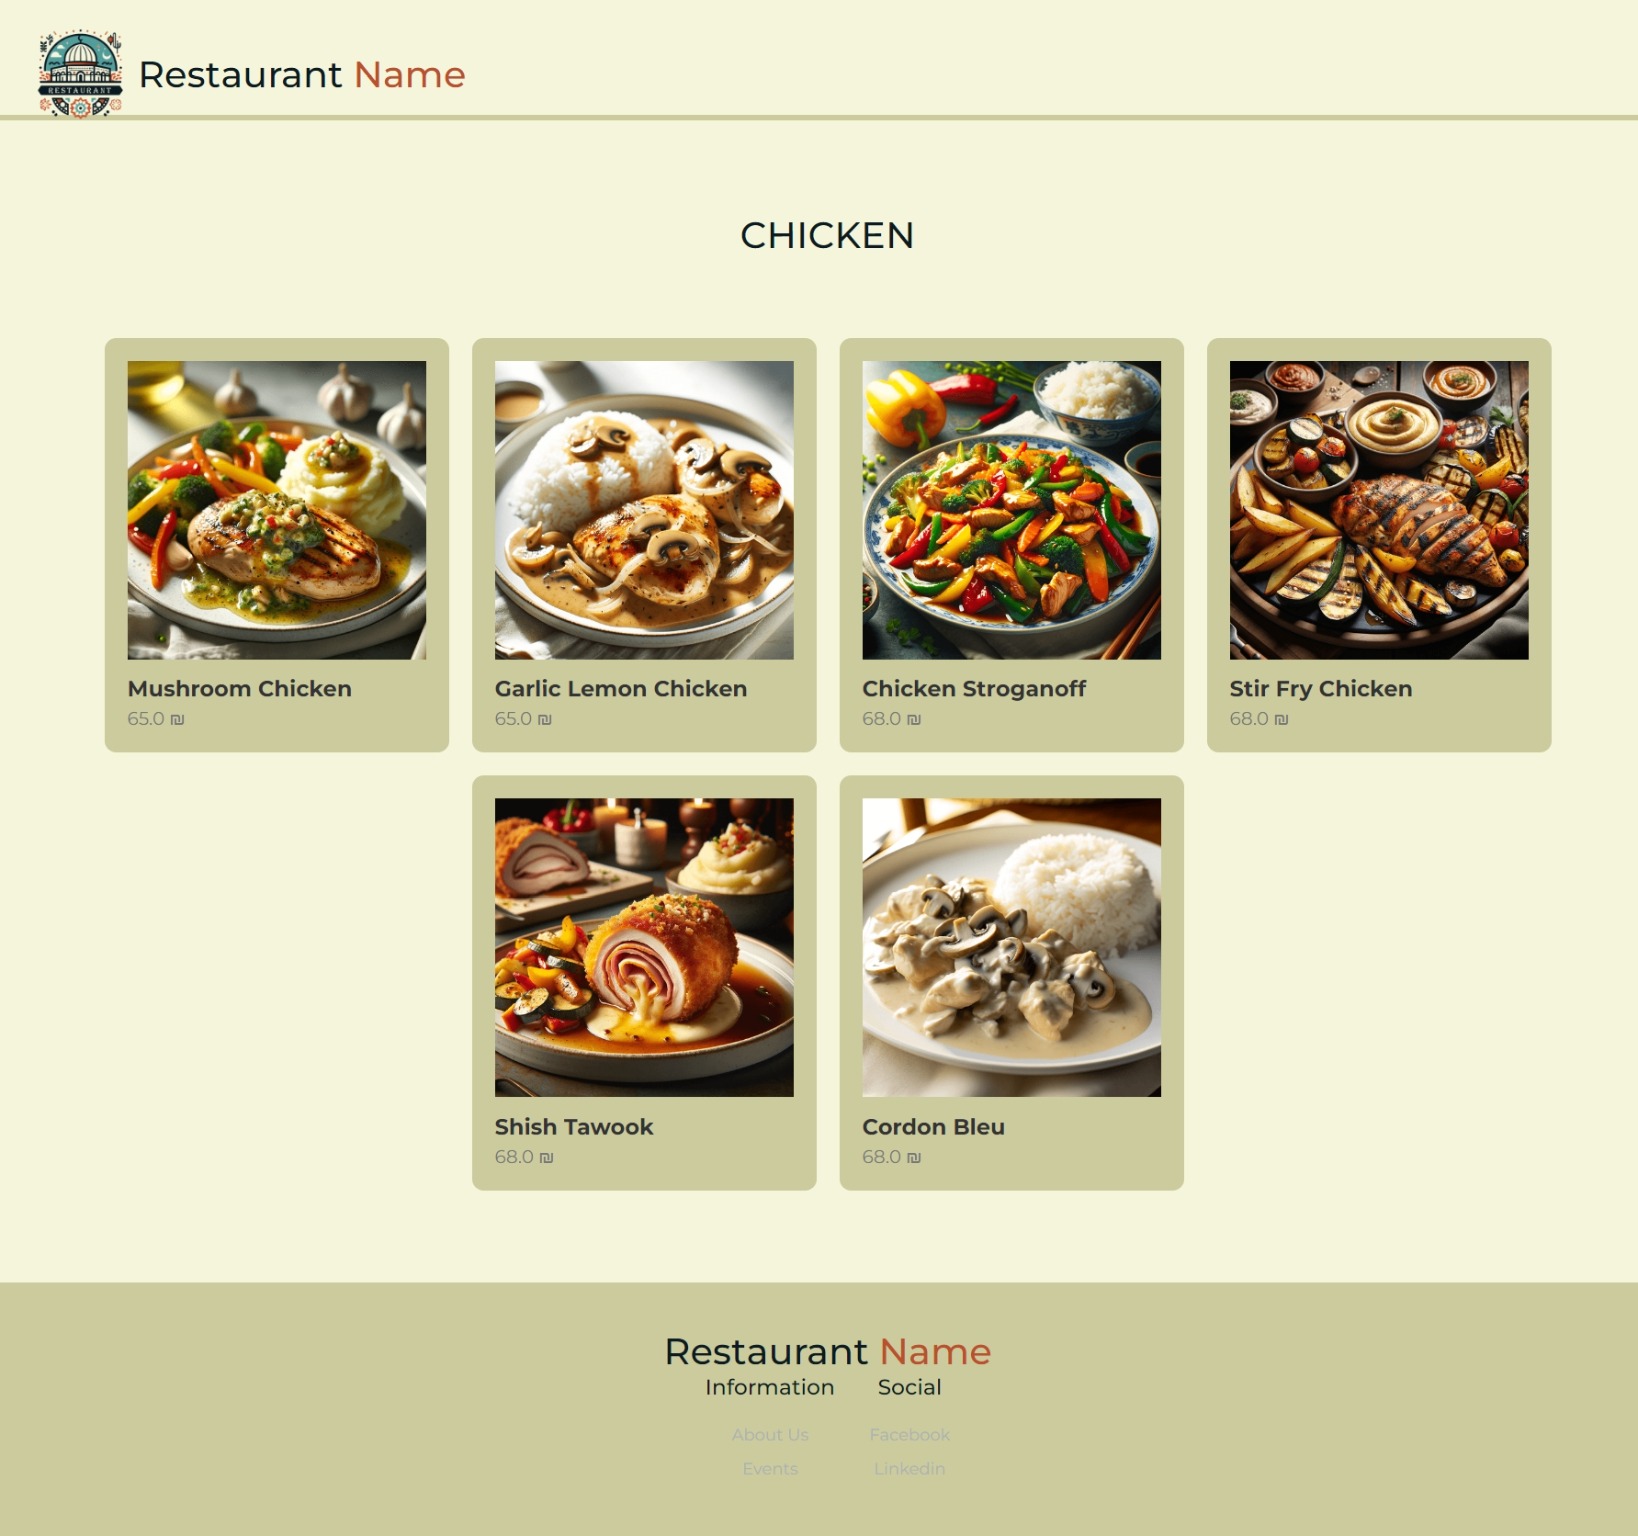 RESTAURANT
Restaurant Name
CHICKEN
Mushroom Chicken
65.0 ₪
Garlic Lemon Chicken
65.0 ₪
Chicken Stroganoff
68.0 ₪
Stir Fry Chicken
68.0 ₪
Shish Tawook
68.0 ₪
Cordon Bleu
68.0 ₪
Restaurant Name
Information Social
About Us Facebook
Events Linkedin